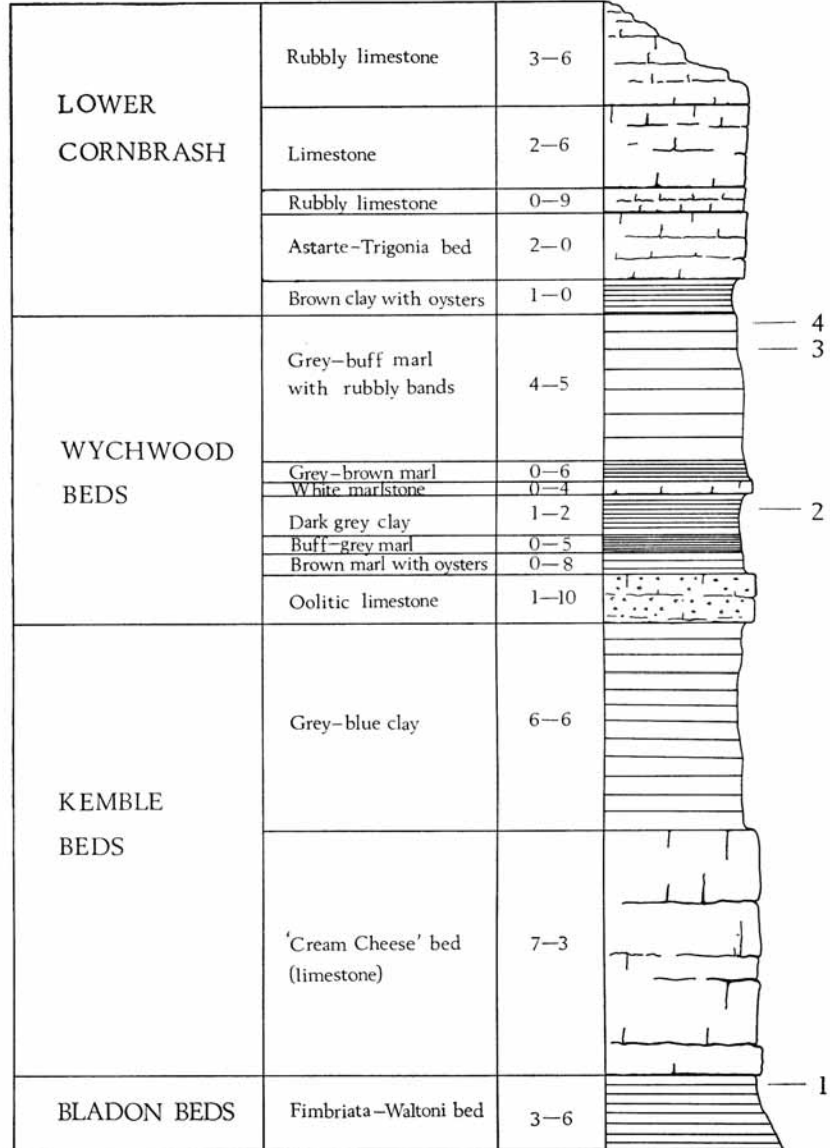 LOWER
CORNBRASH
Rubbly limestone 3–6
Limestone 2–6
Rubbly limestone 0–9
Astarte–Trigonia bed 2–0
Brown clay with oysters 1–0
WYCHWOOD
BEDS
Grey–buff marl
with rubbly bands 4–5
Grey–brown marl 0–6
White marlstone 0–4
Dark grey clay 1–2
Buff–grey marl 0–5
Brown marl with oysters 0–8
Oolitic limestone 1–10
4
3
2
KEMBLE
BEDS
Grey–blue clay 6–6
'Cream Cheese' bed
(limestone) 7–3
BLADON BEDS
Fimbriata–Waltoni bed 3–6
1